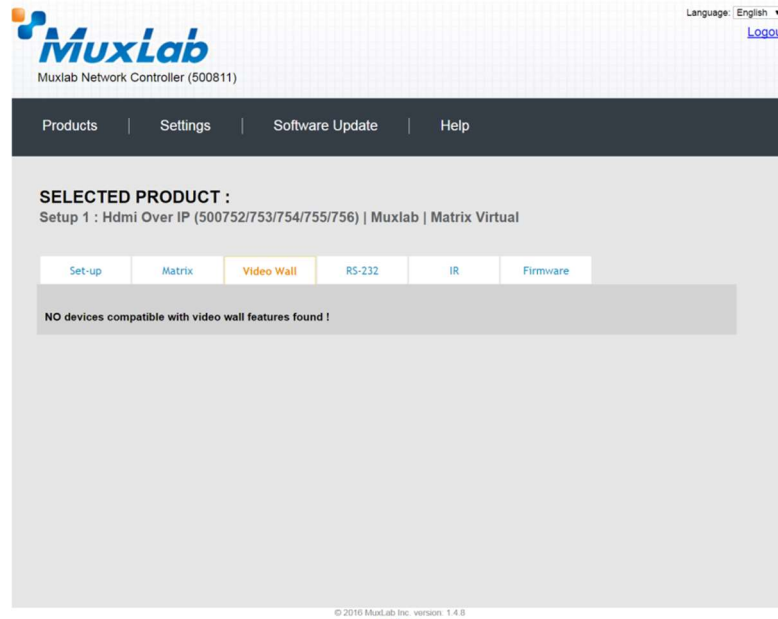 Language: English
Logou
MuxLab
Muxlab Network Controller (500811)
Products | Settings | Software Update | Help
SELECTED PRODUCT :
Setup 1 : Hdmi Over IP (500752/753/754/755/756) | Muxlab | Matrix Virtual
Set-up Matrix Video Wall RS-232 IR Firmware
NO devices compatible with video wall features found !
© 2016 MuxLab Inc. version: 1.4.8